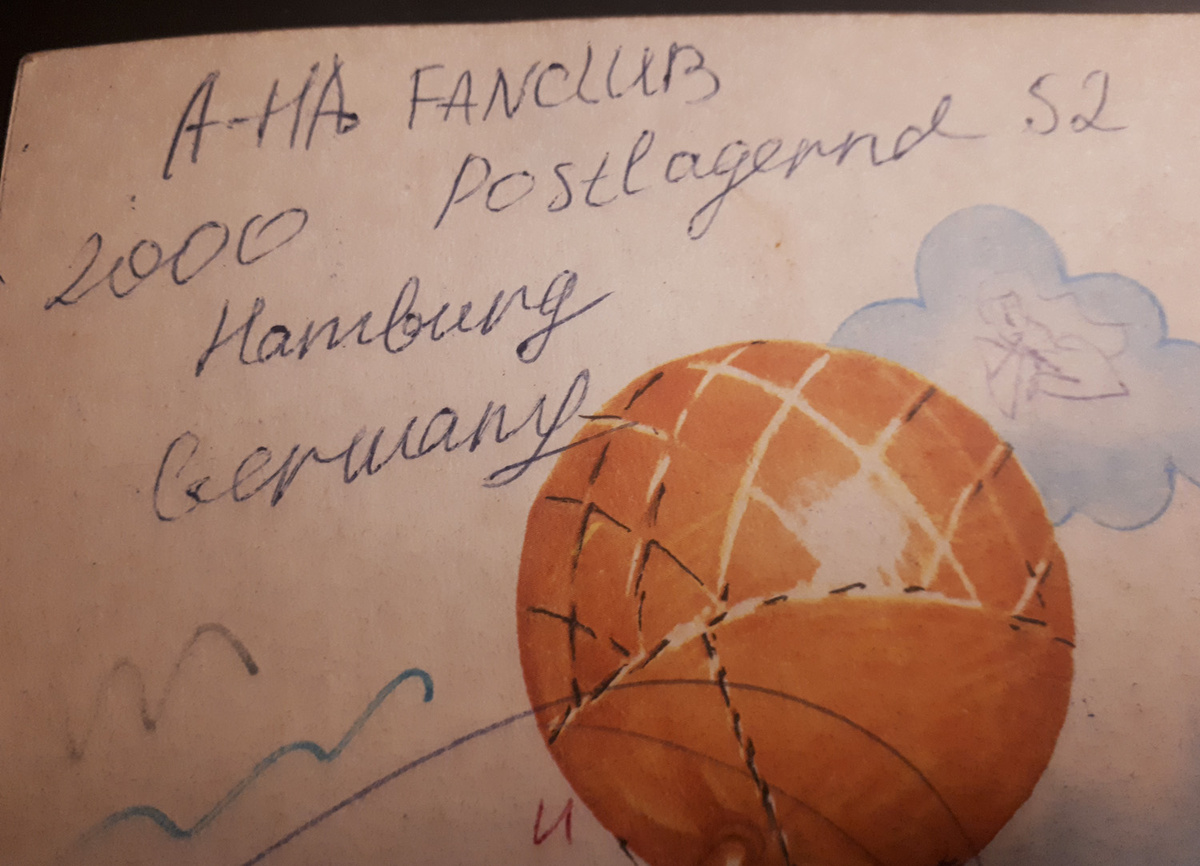 A-HA FANCLUB
Postlagernd 52
2000
Hamburg
Germany
И